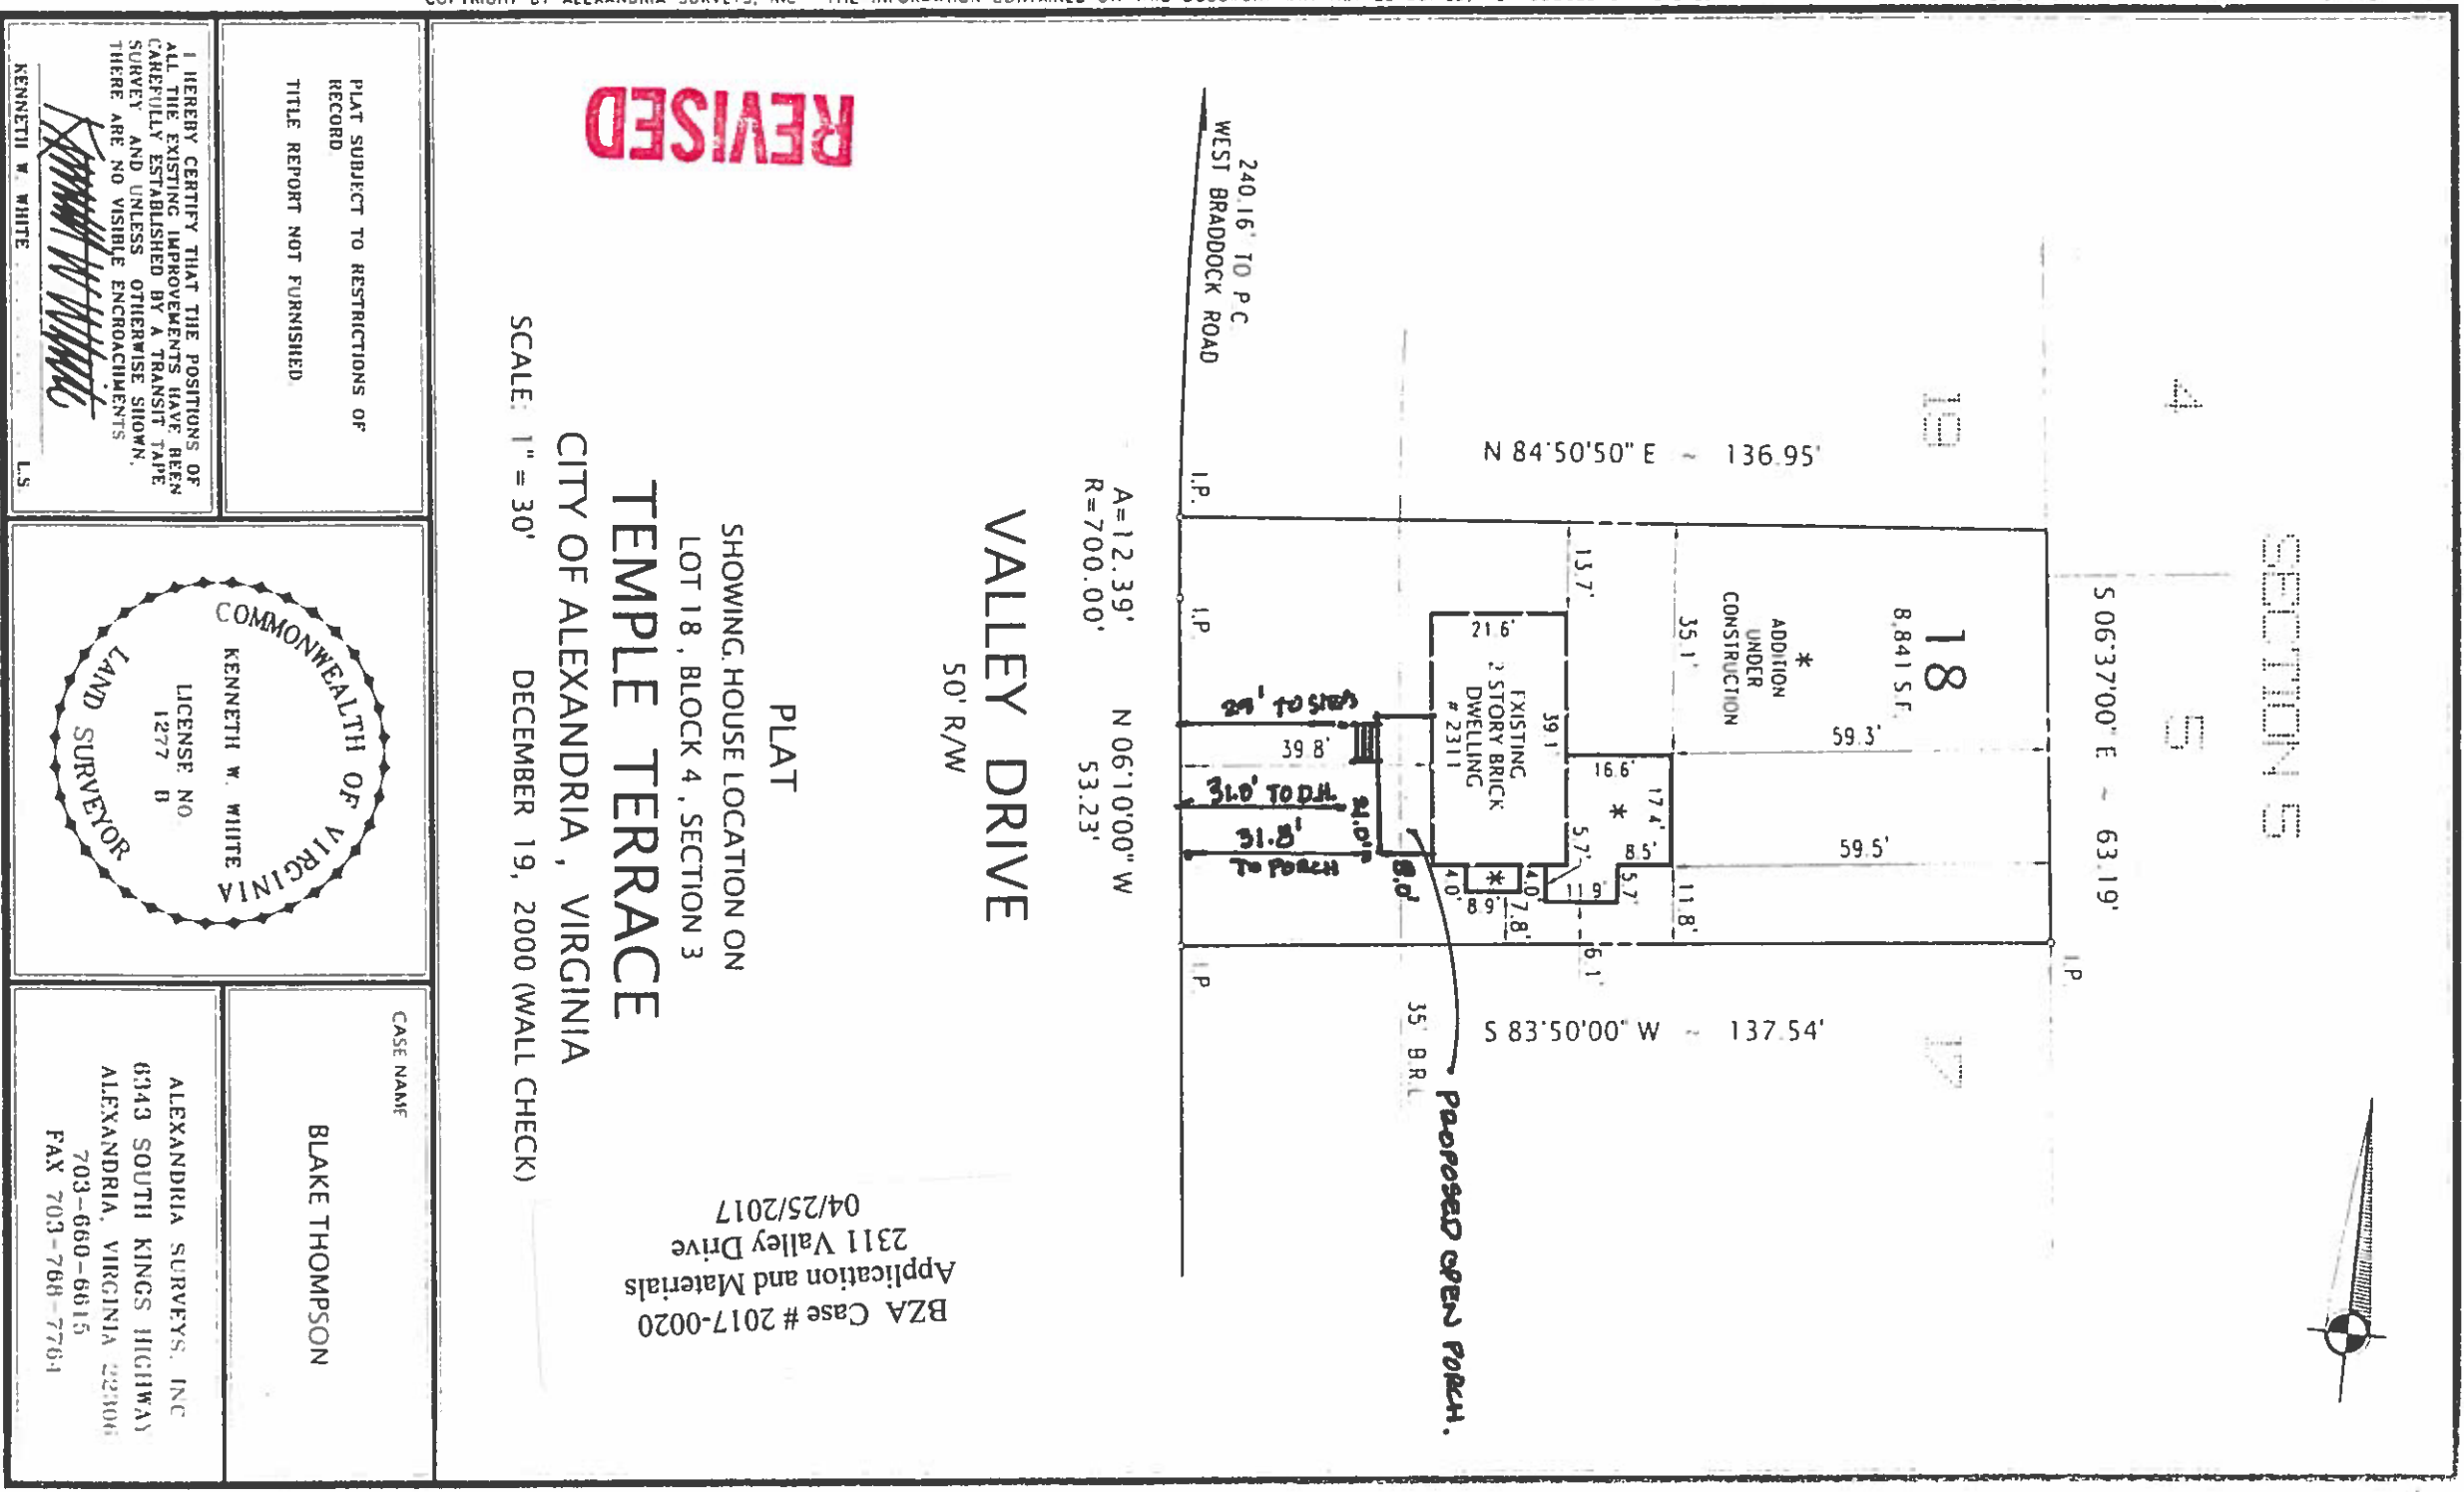 SECTION 5
4
5
18
17
S 06°37'00" E ~ 63.19'
I.P.
18
8,841 S.F.
*
ADDITION
UNDER
CONSTRUCTION
59.3'
59.5'
N 84°50'50" E ~ 136.95'
S 83°50'00" W ~ 137.54'
35.1'
11.8'
13.7'
16.6'
17.4'
*
8.5'
5.7'
5.7'
11.9'
6.1'
39.1'
EXISTING
2 STORY BRICK
DWELLING
# 2311
21.6'
4.0'
*
4.0'
8.9'
7.8'
35' B.R.L.
PROPOSED OPEN PORCH.
8.0'
21.0'
29' TO STEPS
39.8'
31.0' TO D.H.
31.8'
TO PORCH
240.16' TO P.C.
WEST BRADDOCK ROAD
I.P.
I.P.
I.P.
A=12.39'
R=700.00'
N 06°10'00" W
53.23'
VALLEY DRIVE
50' R/W
PLAT
SHOWING HOUSE LOCATION ON
LOT 18, BLOCK 4, SECTION 3
TEMPLE TERRACE
CITY OF ALEXANDRIA, VIRGINIA
SCALE: 1" = 30' DECEMBER 19, 2000 (WALL CHECK)
REVISED
BZA Case # 2017-0020
Application and Materials
2311 Valley Drive
04/25/2017
PLAT SUBJECT TO RESTRICTIONS OF
RECORD.
TITLE REPORT NOT FURNISHED.
I HEREBY CERTIFY THAT THE POSITIONS OF
ALL THE EXISTING IMPROVEMENTS HAVE BEEN
CAREFULLY ESTABLISHED BY A TRANSIT TAPE
SURVEY AND UNLESS OTHERWISE SHOWN,
THERE ARE NO VISIBLE ENCROACHMENTS
KENNETH W. WHITE L.S.
COMMONWEALTH OF VIRGINIA
KENNETH W. WHITE
LICENSE NO.
1277 B
LAND SURVEYOR
CASE NAME
BLAKE THOMPSON
ALEXANDRIA SURVEYS, INC
6343 SOUTH KINGS HIGHWAY
ALEXANDRIA, VIRGINIA 22306
703-660-6615
FAX 703-768-7764